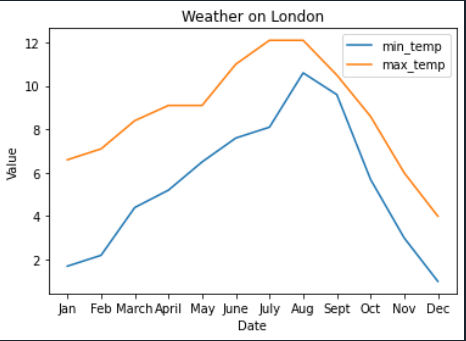 Weather on London
min_temp
max_temp
12
10
8
6
4
2
Value
Jan Feb March April May June July Aug Sept Oct Nov Dec
Date